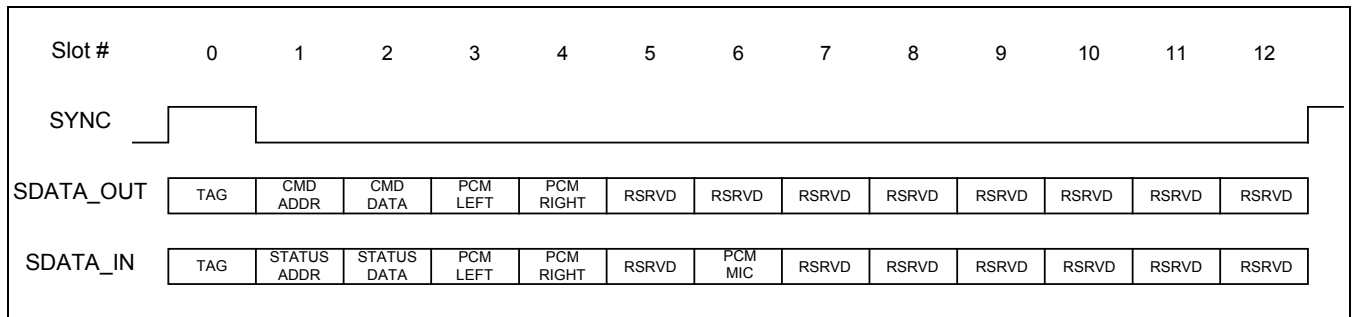 Slot # 0 1 2 3 4 5 6 7 8 9 10 11 12
SYNC
SDATA_OUT TAG CMD ADDR CMD DATA PCM LEFT PCM RIGHT RSRVD RSRVD RSRVD RSRVD RSRVD RSRVD RSRVD RSRVD
SDATA_IN TAG STATUS ADDR STATUS DATA PCM LEFT PCM RIGHT RSRVD PCM MIC RSRVD RSRVD RSRVD RSRVD RSRVD RSRVD